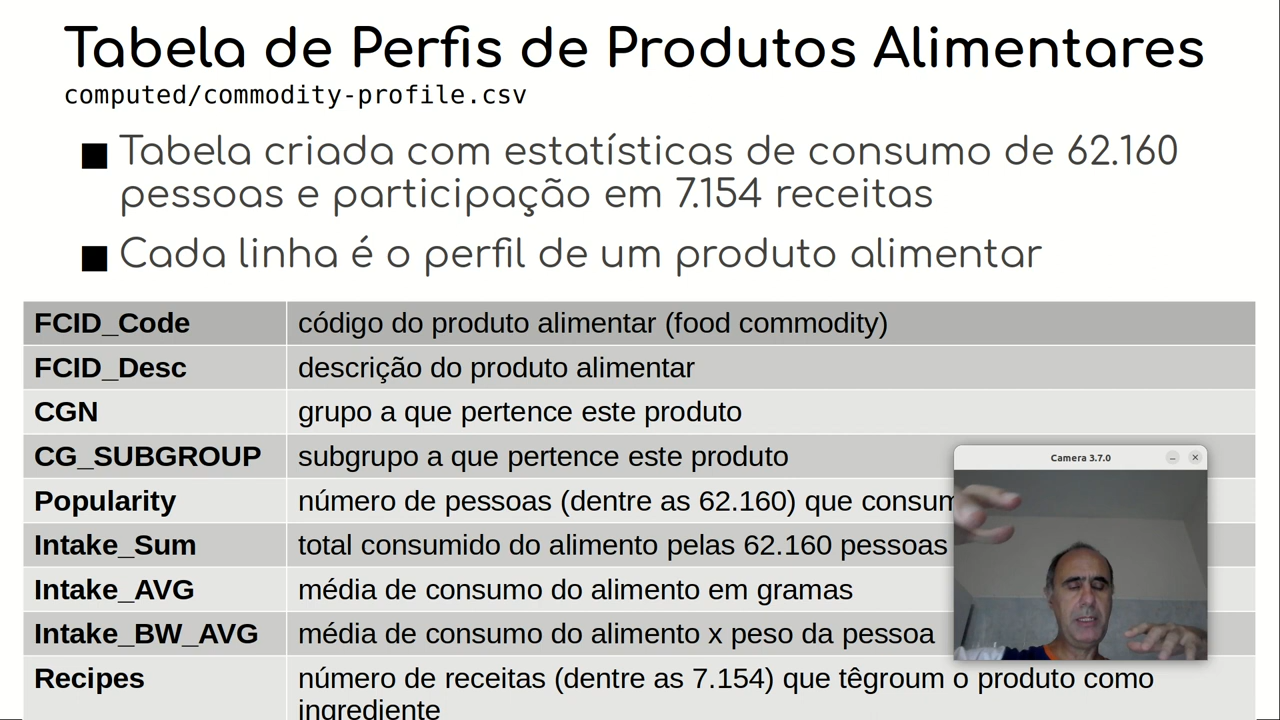 Tabela de Perfis de Produtos Alimentares
computed/commodity-profile.csv
Tabela criada com estatísticas de consumo de 62.160
pessoas e participação em 7.154 receitas
Cada linha é o perfil de um produto alimentar
FCID_Code código do produto alimentar (food commodity)
FCID_Desc descrição do produto alimentar
CGN grupo a que pertence este produto
CG_SUBGROUP subgrupo a que pertence este produto
Camera 3.7.0
Popularity número de pessoas (dentre as 62.160) que
Intake_Sum total consumido do alimento pelas 62.160 pessoas
Intake_AVG média de consumo do alimento em gramas
Intake_BW_AVG média de consumo do alimento x peso da pessoa
Recipes número de receitas (dentre as 7.154) que têgroum o produto como
ingrediente